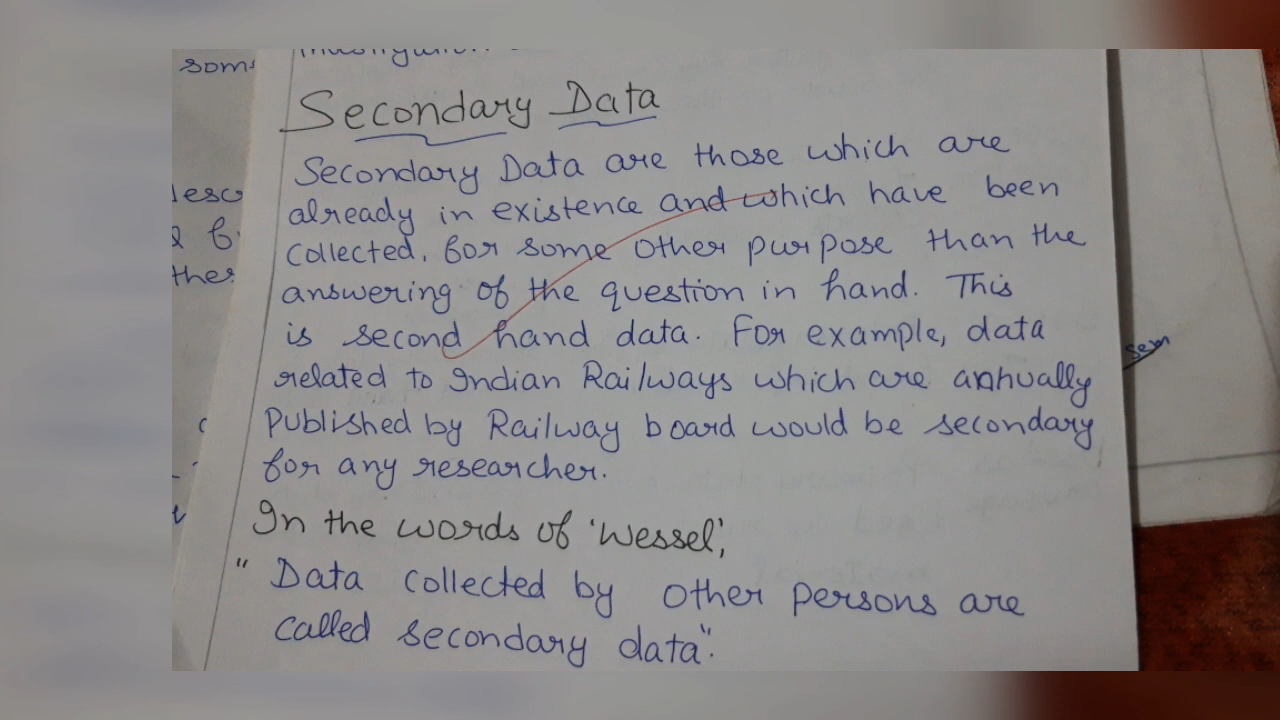 som
Secondary Data
Secondary Data are those which are
already in existence and which have been
collected, for some other purpose than the
answering of the question in hand. This
is second hand data. For example, data
related to Indian Railways which are annually
published by Railway board would be secondary
for any researcher.
In the words of 'Wessel',
" Data collected by other persons are
called secondary data".
sem